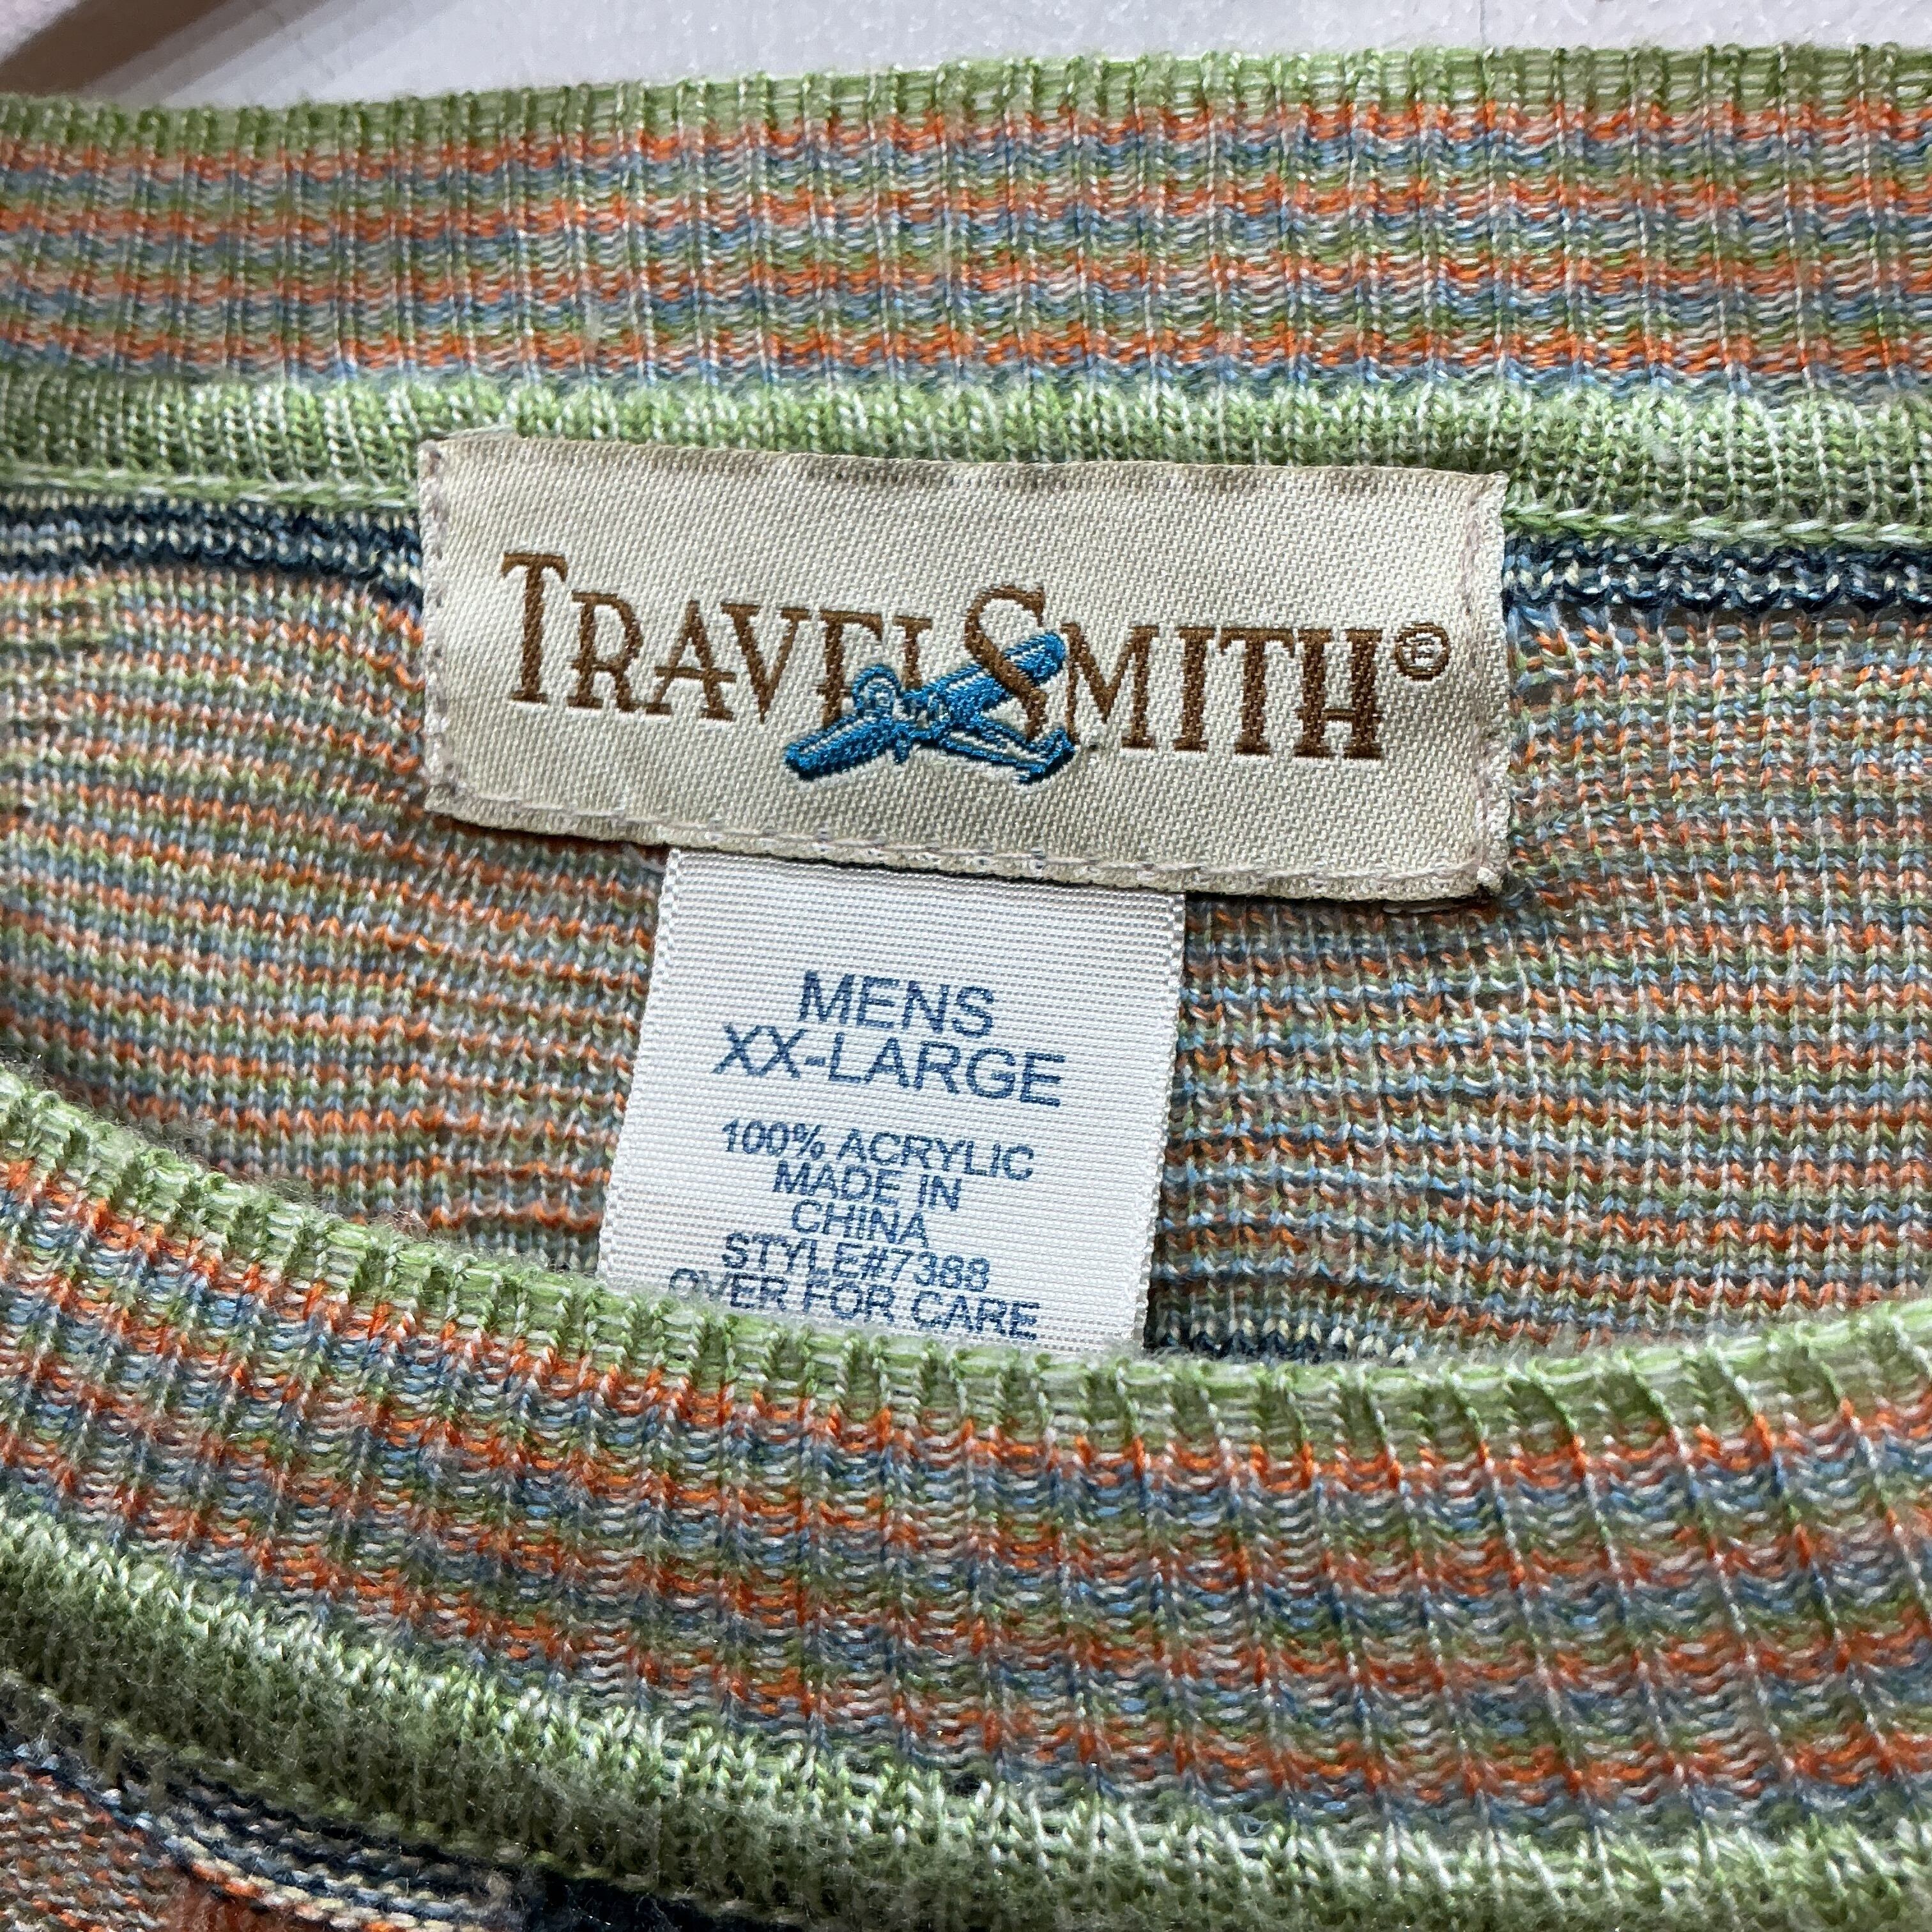 TRAVELSMITH®
MENS
XX-LARGE
100% ACRYLIC
MADE IN
CHINA
STYLE#7388
OVER FOR CARE